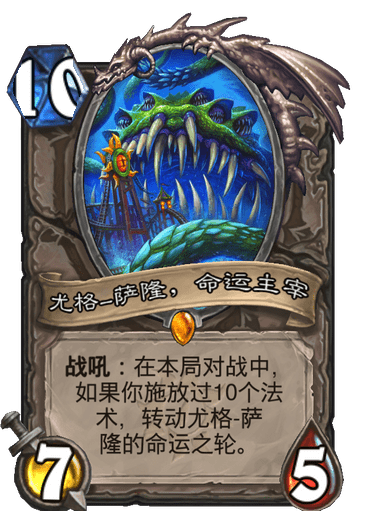 10
尤格-萨隆，命运主宰
战吼：在本局对战中，
如果你施放过10个法
术，转动尤格-萨
隆的命运之轮。
7
5